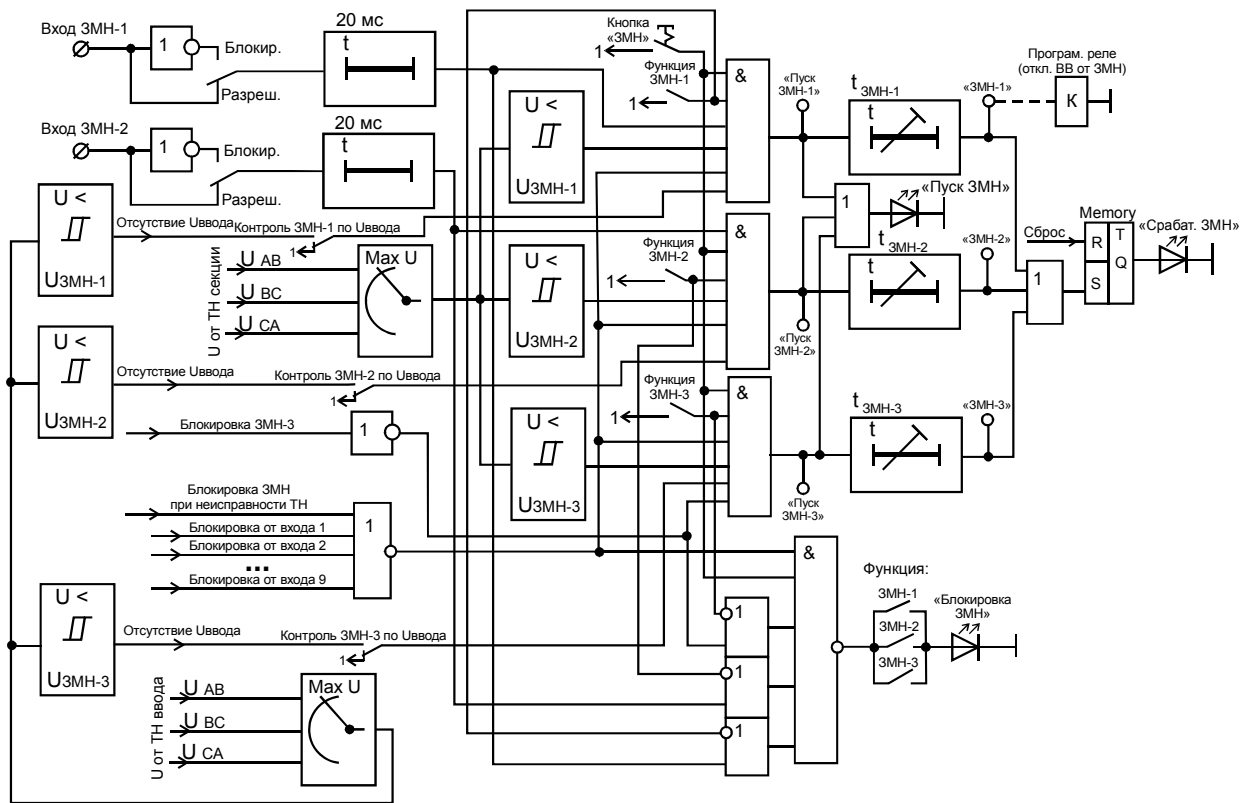 Вход ЗМН-1
1
Блокир.
Разреш.
20 мс
t
Вход ЗМН-2
1
Блокир.
Разреш.
20 мс
t
Кнопка
«ЗМН»
1
Функция
ЗМН-1
1
&
«Пуск
ЗМН-1»
t ЗМН-1
t
«ЗМН-1»
Програм. реле
(откл. ВВ от ЗМН)
К
U <
UЗМН-1
U <
UЗМН-1
Отсутствие Uввода
Контроль ЗМН-1 по Uввода
1
U от ТН секции
U AB
U BC
U CA
Max U
U <
UЗМН-2
Функция
ЗМН-2
1
&
«Пуск
ЗМН-2»
1
«Пуск ЗМН»
t ЗМН-2
t
«ЗМН-2»
1
Сброс
Memory
R
S
T
Q
«Срабат. ЗМН»
U <
UЗМН-2
Отсутствие Uввода
Контроль ЗМН-2 по Uввода
1
Блокировка ЗМН-3
1
U <
UЗМН-3
Функция
ЗМН-3
1
&
«Пуск
ЗМН-3»
t ЗМН-3
t
«ЗМН-3»
Блокировка ЗМН
при неисправности ТН
Блокировка от входа 1
Блокировка от входа 2
...
Блокировка от входа 9
1
&
U <
UЗМН-3
Отсутствие Uввода
Контроль ЗМН-3 по Uввода
1
1
1
1
Функция:
ЗМН-1
ЗМН-2
ЗМН-3
«Блокировка
ЗМН»
U от ТН ввода
U AB
U BC
U CA
Max U